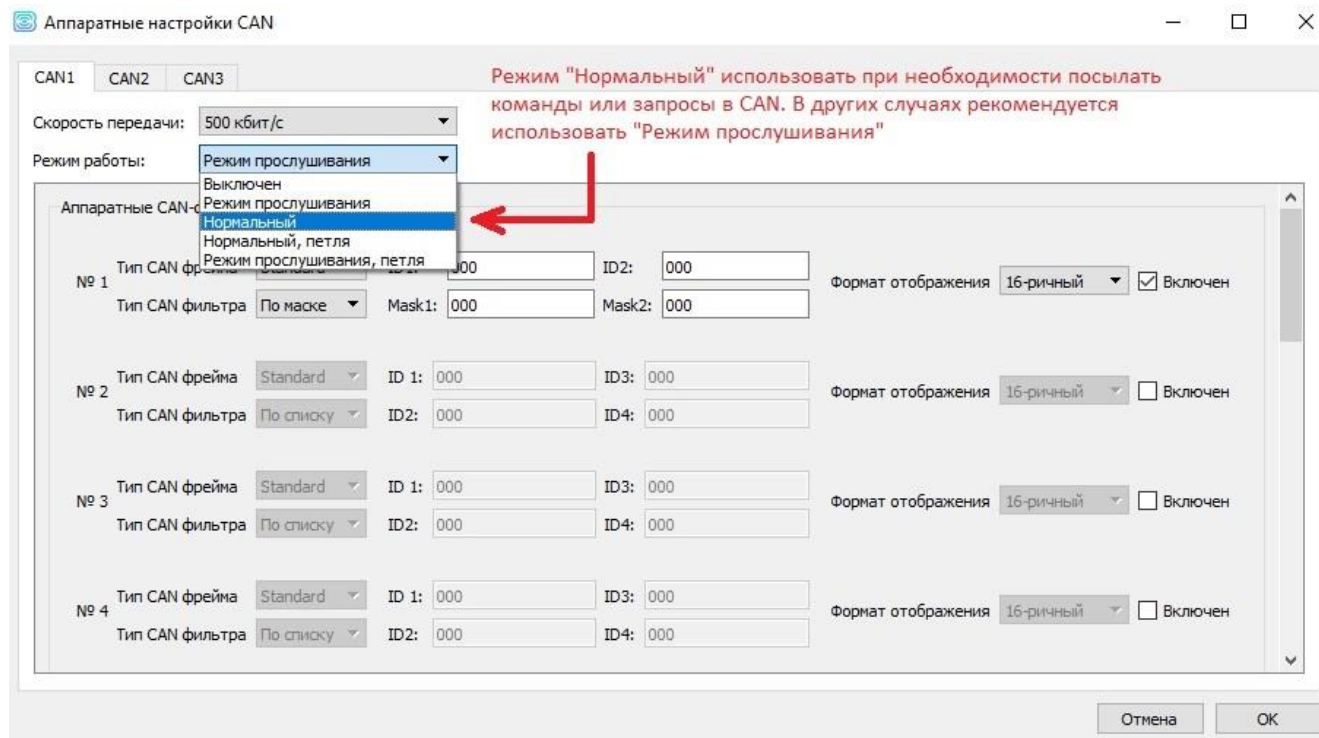 Аппаратные настройки CAN
CAN1 CAN2 CAN3
Режим "Нормальный" использовать при необходимости посылать
команды или запросы в CAN. В других случаях рекомендуется
использовать "Режим прослушивания"
Скорость передачи: 500 кбит/с
Режим работы: Режим прослушивания
Выключен
Режим прослушивания
Нормальный
Нормальный, петля
Режим прослушивания, петля
Аппаратные CAN-
№ 1
Тип CAN 000 ID2: 000
Тип CAN фильтра По маске Mask1: 000 Mask2: 000
Формат отображения 16-ричный Включен
№ 2
Тип CAN фрейма Standard ID 1: 000 ID3: 000
Тип CAN фильтра По списку ID2: 000 ID4: 000
Формат отображения 16-ричный Включен
№ 3
Тип CAN фрейма Standard ID 1: 000 ID3: 000
Тип CAN фильтра По списку ID2: 000 ID4: 000
Формат отображения 16-ричный Включен
№ 4
Тип CAN фрейма Standard ID 1: 000 ID3: 000
Тип CAN фильтра По списку ID2: 000 ID4: 000
Формат отображения 16-ричный Включен
Отмена OK